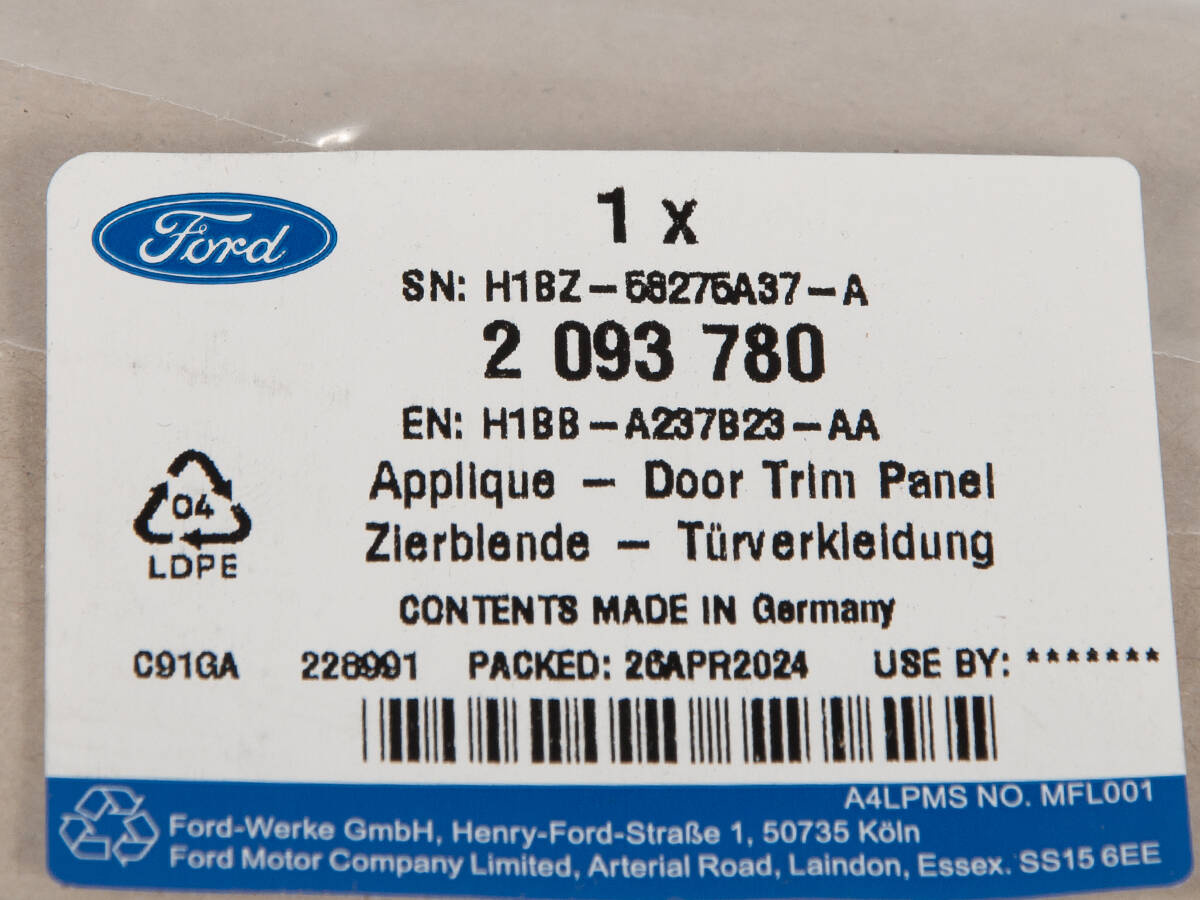 Ford
1 x
SN: H1BZ-58275A37-A
2 093 780
EN: H1BB-A237B23-AA
Applique - Door Trim Panel
Zierblende - Türverkleidung
04
LDPE
CONTENTS MADE IN Germany
C91GA 228991 PACKED: 26APR2024 USE BY: *******
A4LPMS NO. MFL001
Ford-Werke GmbH, Henry-Ford-Straße 1, 50735 Köln
Ford Motor Company Limited, Arterial Road, Laindon, Essex. SS15 6EE